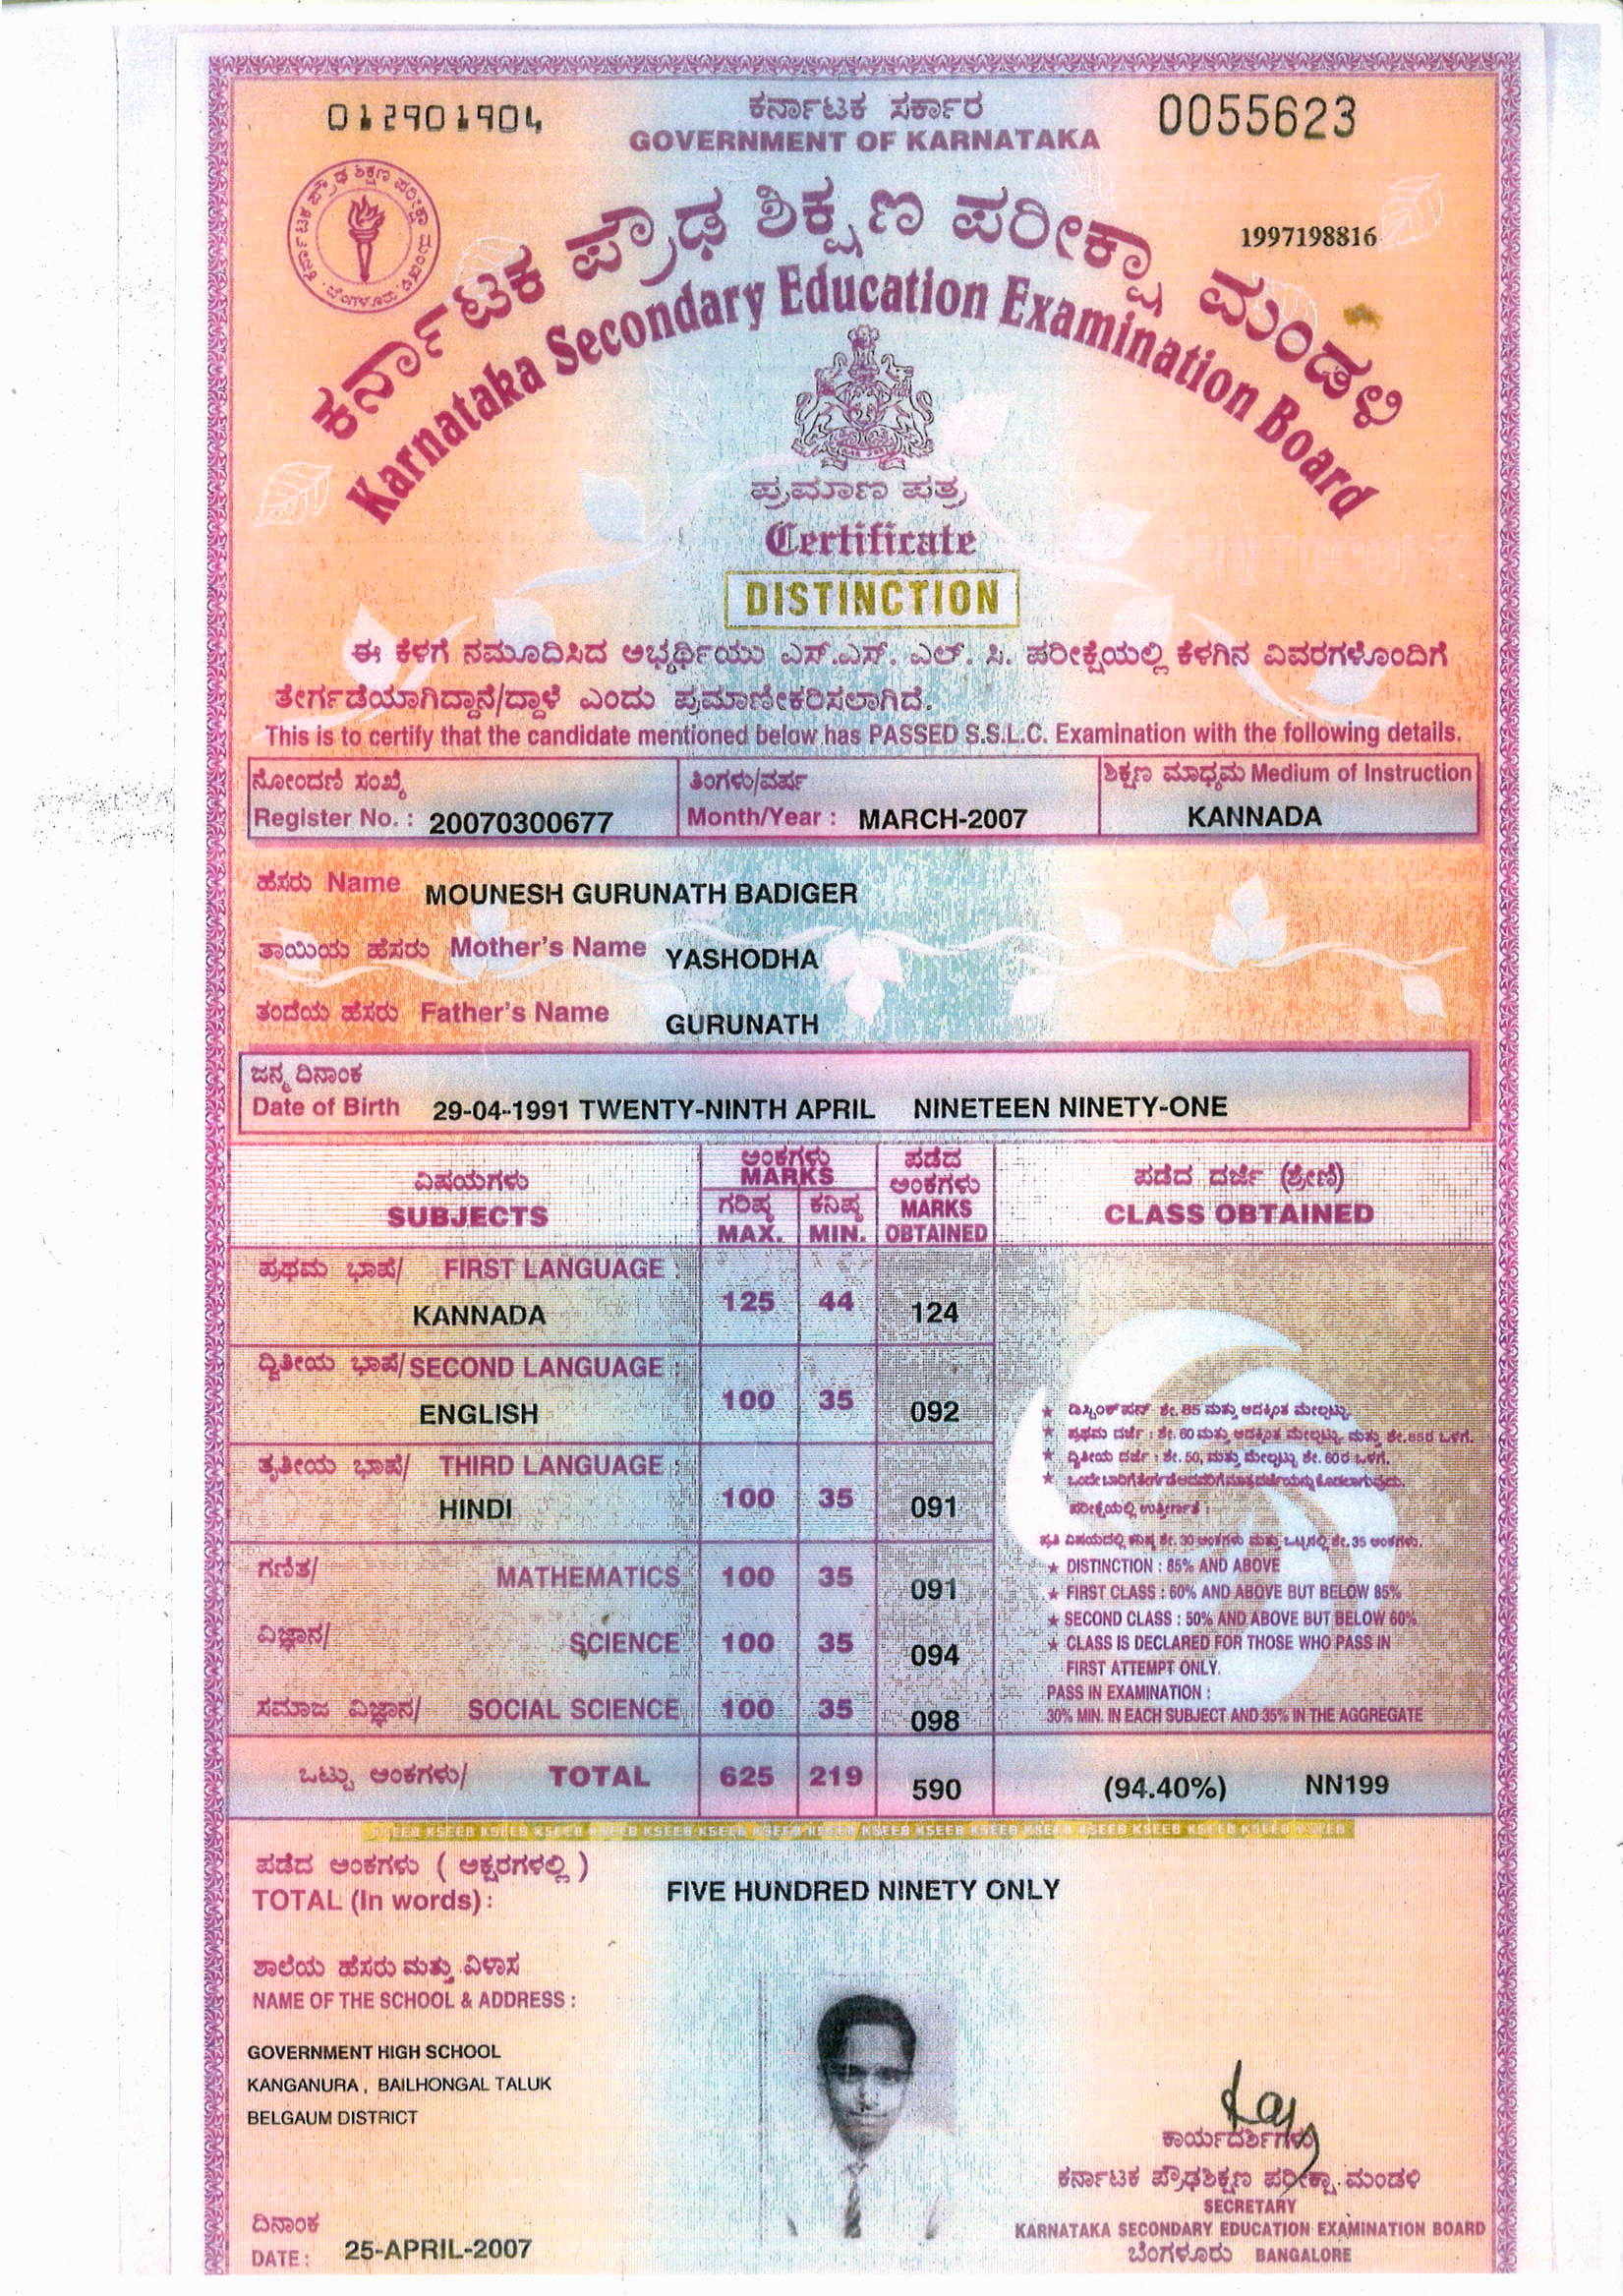 012901904
ಕರ್ನಾಟಕ ಸರ್ಕಾರ
GOVERNMENT OF KARNATAKA
0055623
ಕರ್ನಾಟಕ ಪ್ರೌಢ ಶಿಕ್ಷಣ ಪರೀಕ್ಷಾ ಮಂಡಳಿ
ಬೆಂಗಳೂರು
1997198816
ಕರ್ನಾಟಕ ಪ್ರೌಢ ಶಿಕ್ಷಣ ಪರೀಕ್ಷಾ ಮಂಡಳಿ
Karnataka Secondary Education Examination Board
ಪ್ರಮಾಣ ಪತ್ರ
Certificate
DISTINCTION
ಈ ಕೆಳಗೆ ನಮೂದಿಸಿದ ಅಭ್ಯರ್ಥಿಯು ಎಸ್.ಎಸ್. ಎಲ್. ಸಿ. ಪರೀಕ್ಷೆಯಲ್ಲಿ ಕೆಳಗಿನ ವಿವರಗಳೊಂದಿಗೆ
ತೇರ್ಗಡೆಯಾಗಿದ್ದಾನೆ/ದ್ದಾಳೆ ಎಂದು ಪ್ರಮಾಣೀಕರಿಸಲಾಗಿದೆ.
This is to certify that the candidate mentioned below has PASSED S.S.L.C. Examination with the following details.
ನೋಂದಣಿ ಸಂಖ್ಯೆ ತಿಂಗಳು/ವರ್ಷ ಶಿಕ್ಷಣ ಮಾಧ್ಯಮ Medium of Instruction
Register No. : 20070300677 Month/Year : MARCH-2007 KANNADA
ಹೆಸರು Name MOUNESH GURUNATH BADIGER
ತಾಯಿಯ ಹೆಸರು Mother's Name YASHODHA
ತಂದೆಯ ಹೆಸರು Father's Name GURUNATH
ಜನ್ಮ ದಿನಾಂಕ
Date of Birth 29-04-1991 TWENTY-NINTH APRIL NINETEEN NINETY-ONE
ವಿಷಯಗಳು
SUBJECTS
ಅಂಕಗಳು
MARKS
ಗರಿಷ್ಠ
MAX.
ಕನಿಷ್ಠ
MIN.
ಪಡೆದ
ಅಂಕಗಳು
MARKS
OBTAINED
ಪಡೆದ ದರ್ಜೆ (ಶ್ರೇಣಿ)
CLASS OBTAINED
ಪ್ರಥಮ ಭಾಷೆ/ FIRST LANGUAGE :
KANNADA 125 44 124
ದ್ವಿತೀಯ ಭಾಷೆ/ SECOND LANGUAGE :
ENGLISH 100 35 092
ತೃತೀಯ ಭಾಷೆ/ THIRD LANGUAGE :
HINDI 100 35 091
ಗಣಿತ/ MATHEMATICS 100 35 091
ವಿಜ್ಞಾನ/ SCIENCE 100 35 094
ಸಮಾಜ ವಿಜ್ಞಾನ/ SOCIAL SCIENCE 100 35 098
★ ಡಿಸ್ಟಿಂಕ್ಷನ್ ಶೇ. 85 ಮತ್ತು ಅದಕ್ಕಿಂತ ಮೇಲ್ಪಟ್ಟು
★ ಪ್ರಥಮ ದರ್ಜೆ : ಶೇ. 60 ಮತ್ತು ಅದಕ್ಕಿಂತ ಮೇಲ್ಪಟ್ಟು ಮತ್ತು ಶೇ.85ರ ಒಳಗೆ.
★ ದ್ವಿತೀಯ ದರ್ಜೆ : ಶೇ. 50, ಮತ್ತು ಮೇಲ್ಪಟ್ಟು ಶೇ. 60ರ ಒಳಗೆ.
ಪರೀಕ್ಷೆಯಲ್ಲಿ ಉತ್ತೀರ್ಣತೆ :
ಪ್ರತಿ ವಿಷಯದಲ್ಲಿ ಕನಿಷ್ಠ ಶೇ. 30 ಅಂಕಗಳು ಮತ್ತು ಒಟ್ಟಿನಲ್ಲಿ ಶೇ. 35 ಅಂಕಗಳು.
★ DISTINCTION : 85% AND ABOVE
★ FIRST CLASS : 60% AND ABOVE BUT BELOW 85%
★ SECOND CLASS : 50% AND ABOVE BUT BELOW 60%
★ CLASS IS DECLARED FOR THOSE WHO PASS IN
FIRST ATTEMPT ONLY.
PASS IN EXAMINATION :
30% MIN. IN EACH SUBJECT AND 35% IN THE AGGREGATE
ಒಟ್ಟು ಅಂಕಗಳು/ TOTAL 625 219 590 (94.40%) NN199
KSEEB KSEEB KSEEB KSEEB KSEEB KSEEB KSEEB KSEEB KSEEB KSEEB KSEEB KSEEB KSEEB KSEEB KSEEB KSEEB KSEEB KSEEB
ಪಡೆದ ಅಂಕಗಳು ( ಅಕ್ಷರಗಳಲ್ಲಿ )
TOTAL (In words) : FIVE HUNDRED NINETY ONLY
ಶಾಲೆಯ ಹೆಸರು ಮತ್ತು ವಿಳಾಸ
NAME OF THE SCHOOL & ADDRESS :
GOVERNMENT HIGH SCHOOL
KANGANURA , BAILHONGAL TALUK
BELGAUM DISTRICT
ಕಾರ್ಯದರ್ಶಿಗಳು
ಕರ್ನಾಟಕ ಪ್ರೌಢಶಿಕ್ಷಣ ಪರೀಕ್ಷಾ ಮಂಡಳಿ
SECRETARY
KARNATAKA SECONDARY EDUCATION EXAMINATION BOARD
ಬೆಂಗಳೂರು BANGALORE
ದಿನಾಂಕ
DATE : 25-APRIL-2007